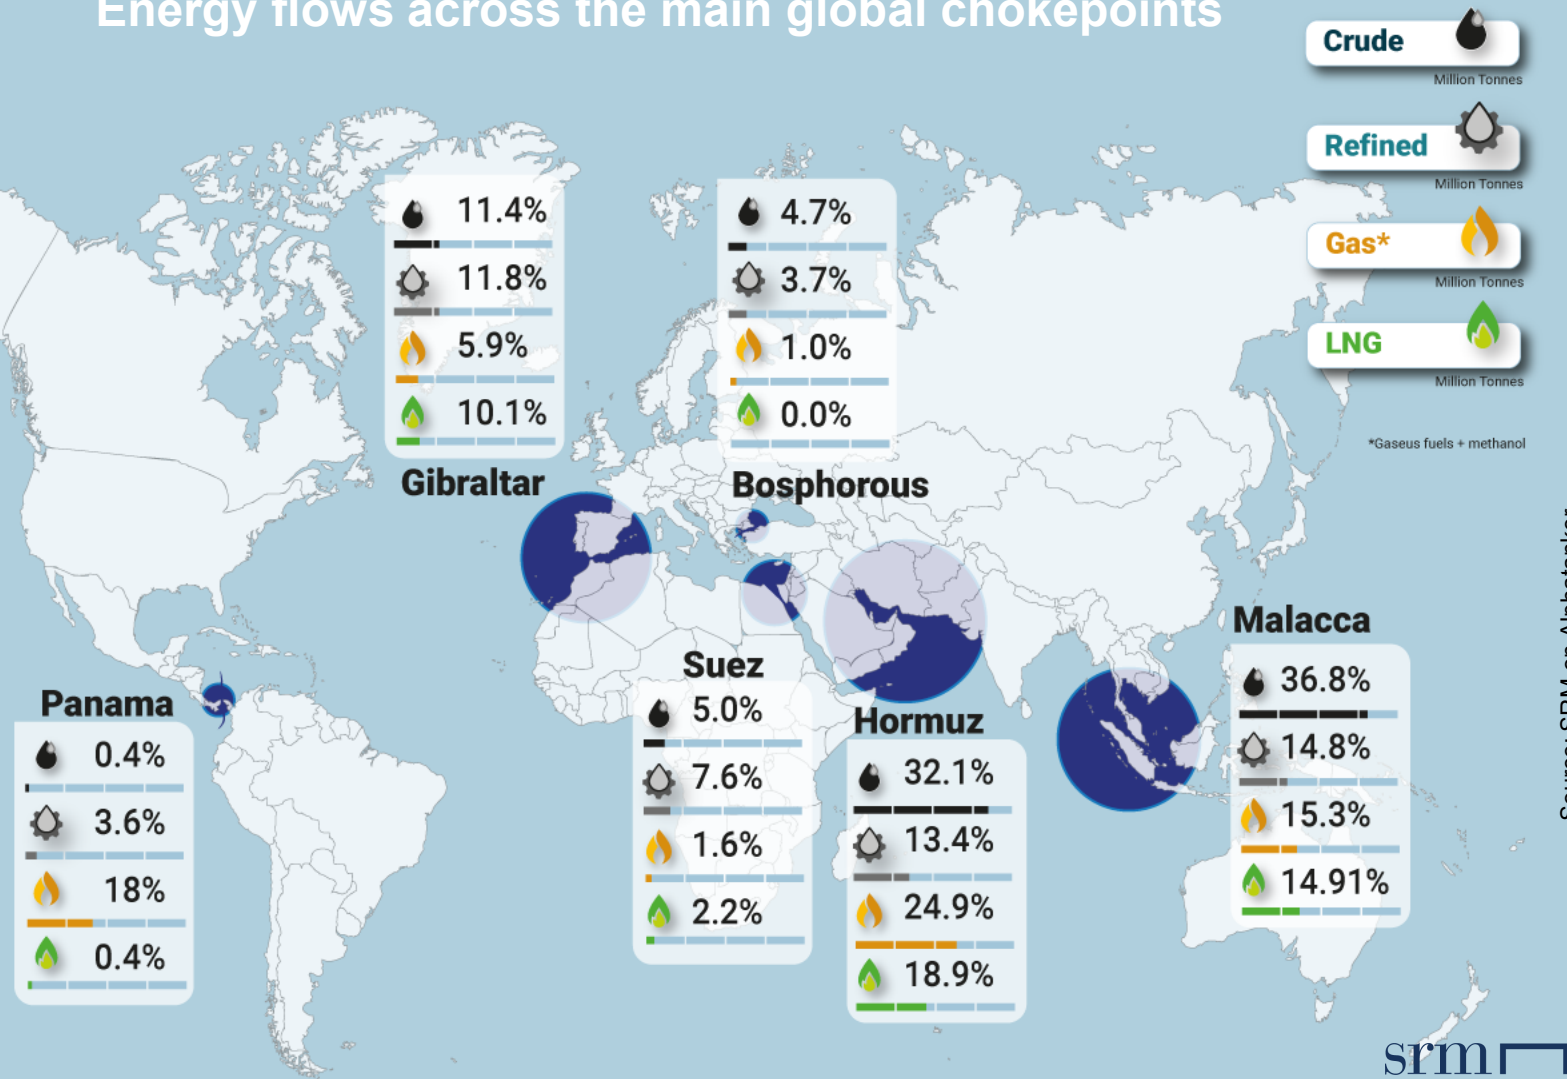 Energy flows across the main global chokepoints
Crude
Million Tonnes
Refined
Million Tonnes
Gas*
Million Tonnes
LNG
Million Tonnes
*Gaseus fuels + methanol
11.4%
11.8%
5.9%
10.1%
Gibraltar
4.7%
3.7%
1.0%
0.0%
Bosphorous
Panama
0.4%
3.6%
18%
0.4%
Suez
5.0%
7.6%
1.6%
2.2%
Hormuz
32.1%
13.4%
24.9%
18.9%
Malacca
36.8%
14.8%
15.3%
14.91%
Source: SRM on
srm